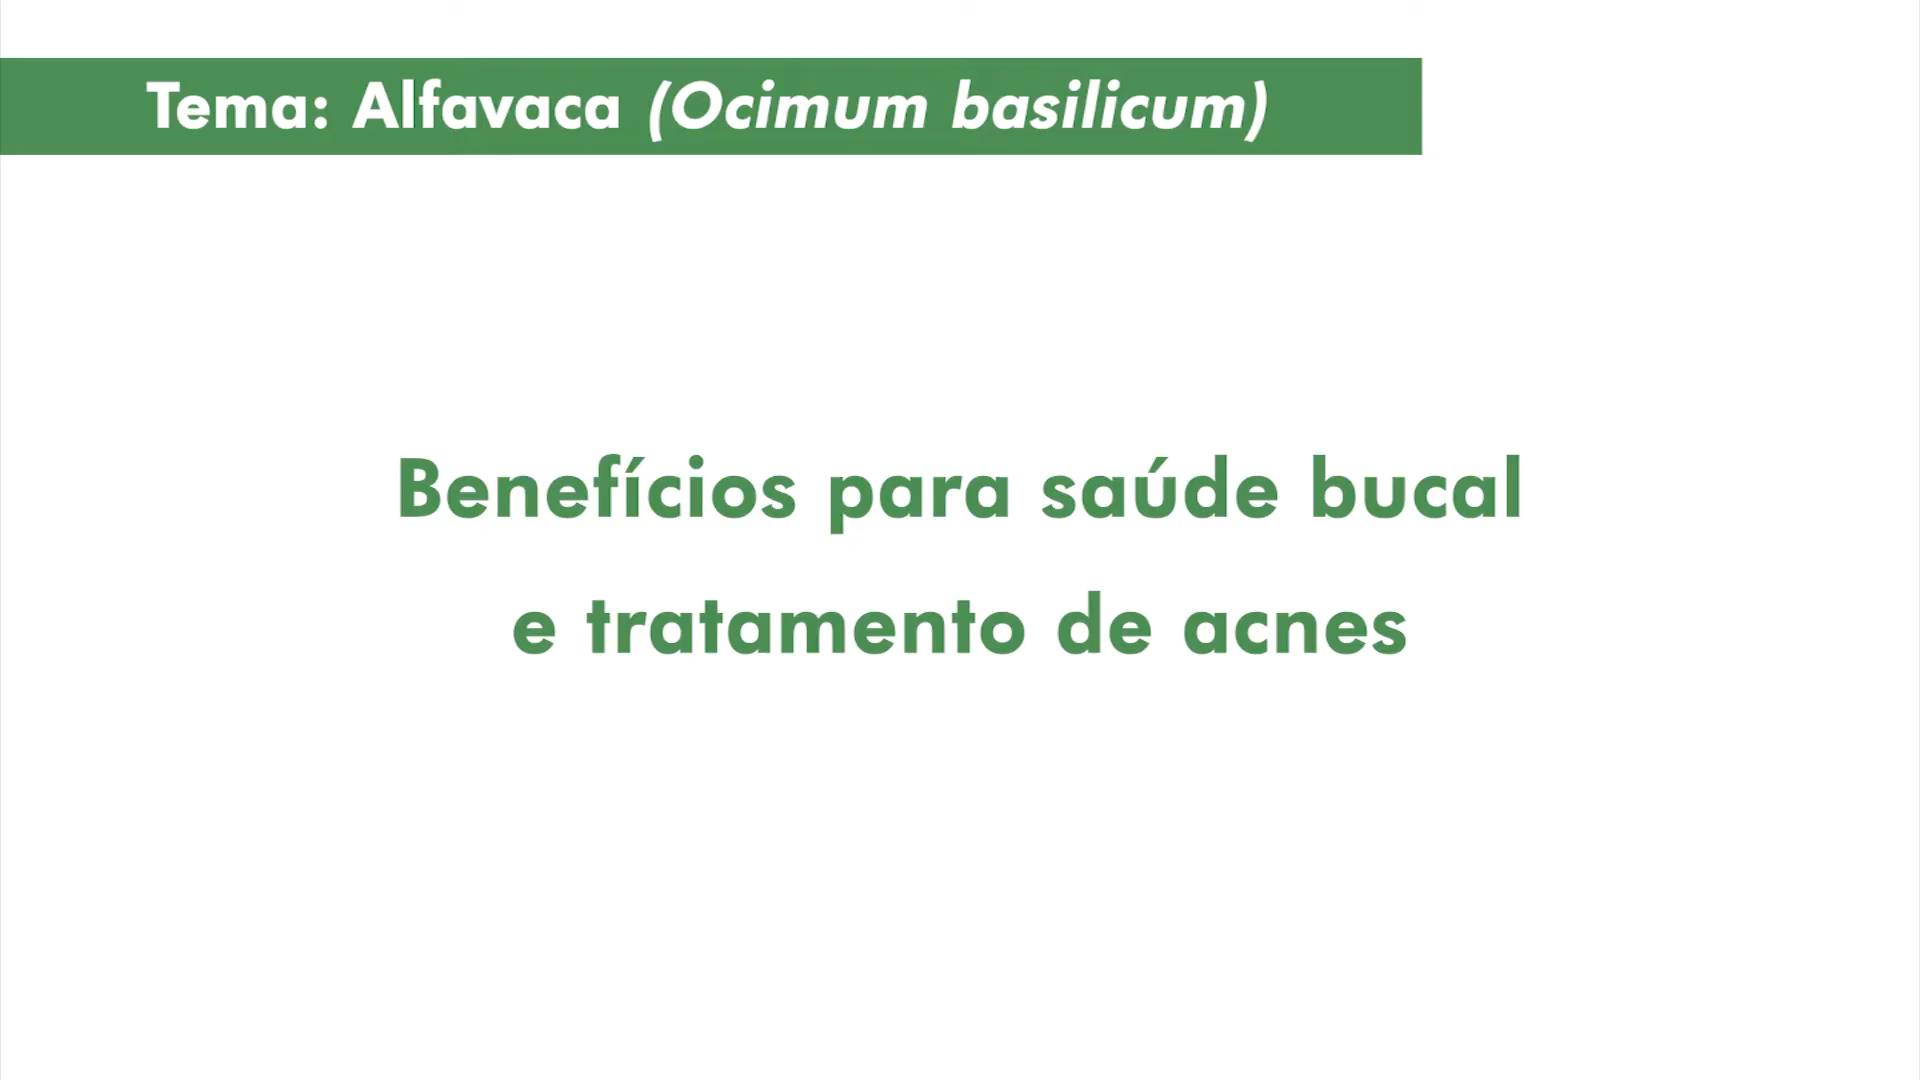 Tema: Alfavaca (Ocimum basilicum)
Benefícios para saúde bucal
e tratamento de acnes